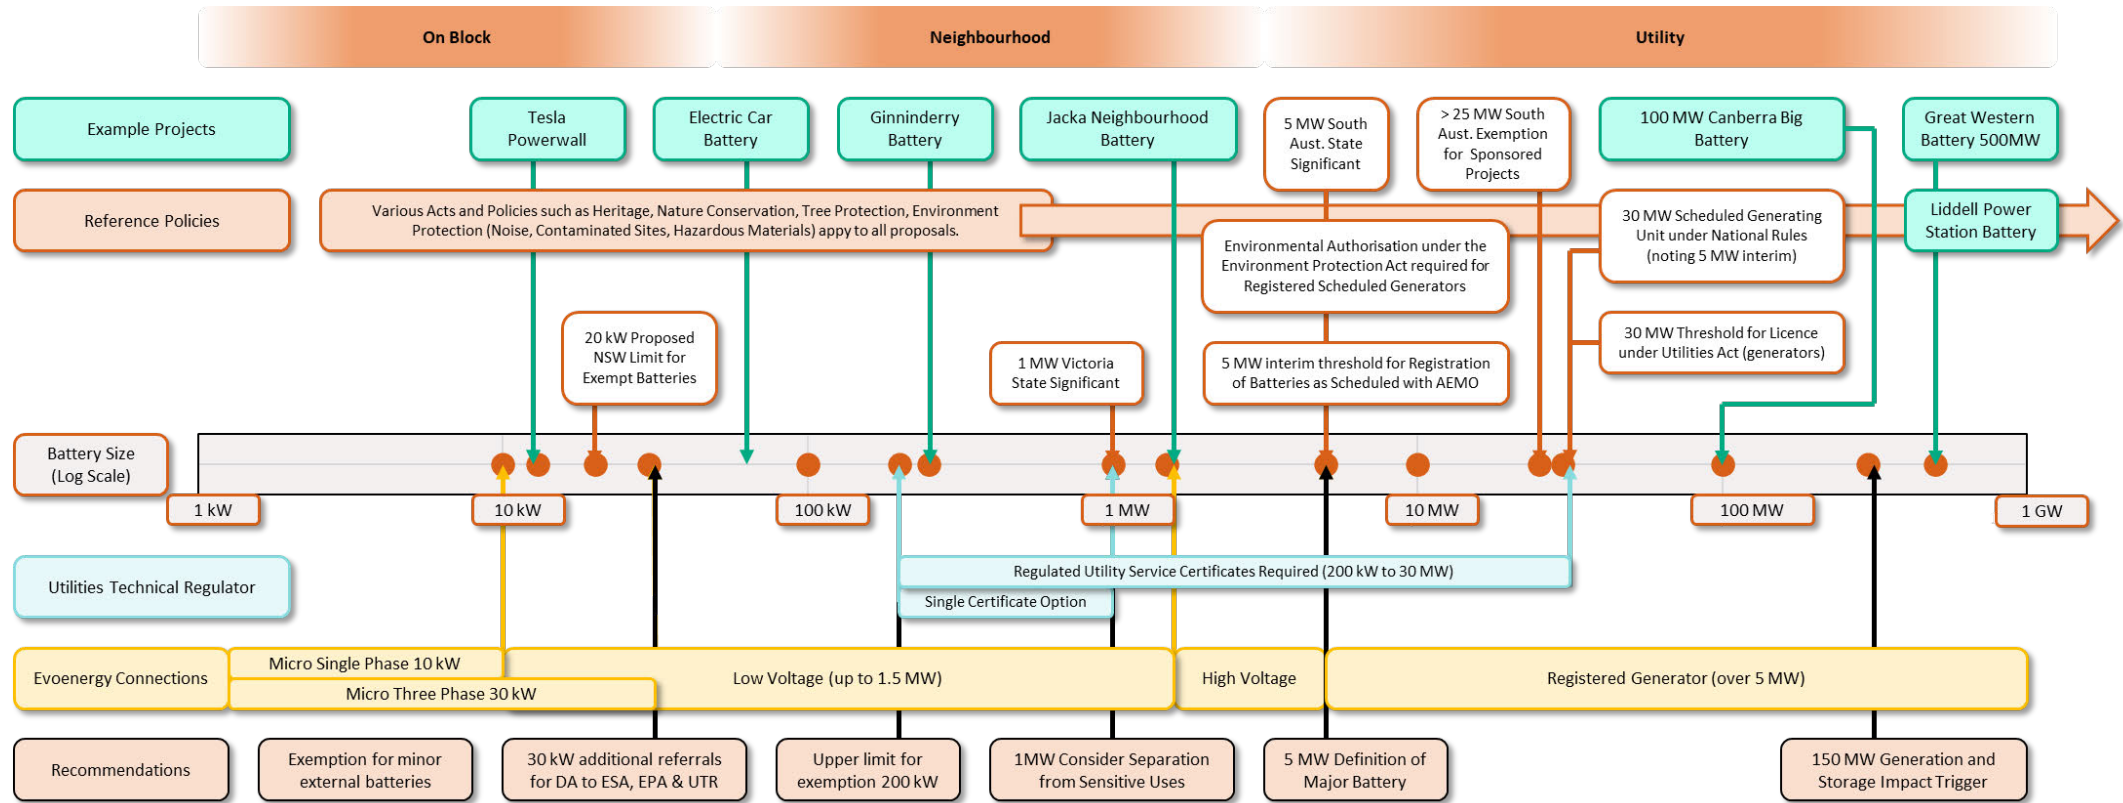 On Block
Neighbourhood
Utility
Example Projects
Tesla
Powerwall
Electric Car
Battery
Ginninderry
Battery
Jacka Neighbourhood
Battery
5 MW South
Aust. State
Significant
> 25 MW South
Aust. Exemption
for Sponsored
Projects
100 MW Canberra Big
Battery
Great Western
Battery 500MW
Reference Policies
Various Acts and Policies such as Heritage, Nature Conservation, Tree Protection, Environment
Protection (Noise, Contaminated Sites, Hazardous Materials) apply to all proposals.
Environmental Authorisation under the
Environment Protection Act required for
Registered Scheduled Generators
30 MW Scheduled Generating
Unit under National Rules
(noting 5 MW interim)
Liddell Power
Station Battery
20 kW Proposed
NSW Limit for
Exempt Batteries
1 MW Victoria
State Significant
5 MW interim threshold for Registration
of Batteries as Scheduled with AEMO
30 MW Threshold for Licence
under Utilities Act (generators)
Battery Size
(Log Scale)
1 kW
10 kW
100 kW
1 MW
10 MW
100 MW
1 GW
Utilities Technical Regulator
Regulated Utility Service Certificates Required (200 kW to 30 MW)
Single Certificate Option
Evoenergy Connections
Micro Single Phase 10 kW
Micro Three Phase 30 kW
Low Voltage (up to 1.5 MW)
High Voltage
Registered Generator (over 5 MW)
Recommendations
Exemption for minor
external batteries
30 kW additional referrals
for DA to ESA, EPA & UTR
Upper limit for
exemption 200 kW
1MW Consider Separation
from Sensitive Uses
5 MW Definition of
Major Battery
150 MW Generation and
Storage Impact Trigger